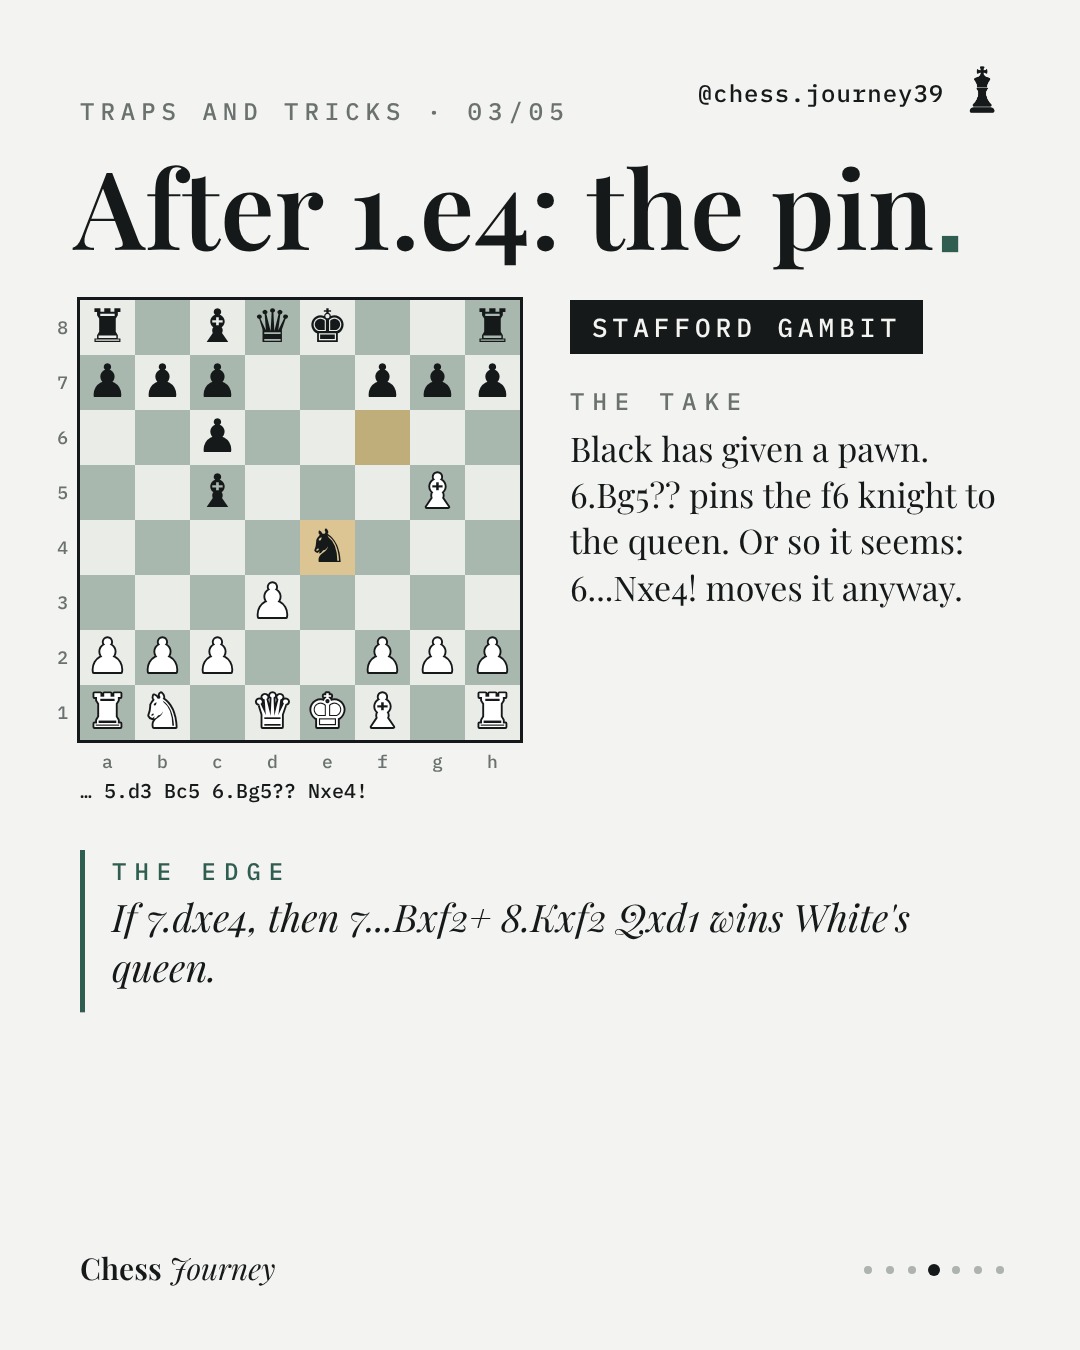 TRAPS AND TRICKS · 03/05
@chess.journey39
After 1.e4: the pin.
8
7
6
5
4
3
2
1
a b c d e f g h
… 5.d3 Bc5 6.Bg5?? Nxe4!
STAFFORD GAMBIT
THE TAKE
Black has given a pawn.
6.Bg5?? pins the f6 knight to
the queen. Or so it seems:
6...Nxe4! moves it anyway.
THE EDGE
If 7.dxe4, then 7...Bxf2+ 8.Kxf2 Qxd1 wins White's
queen.
Chess Journey